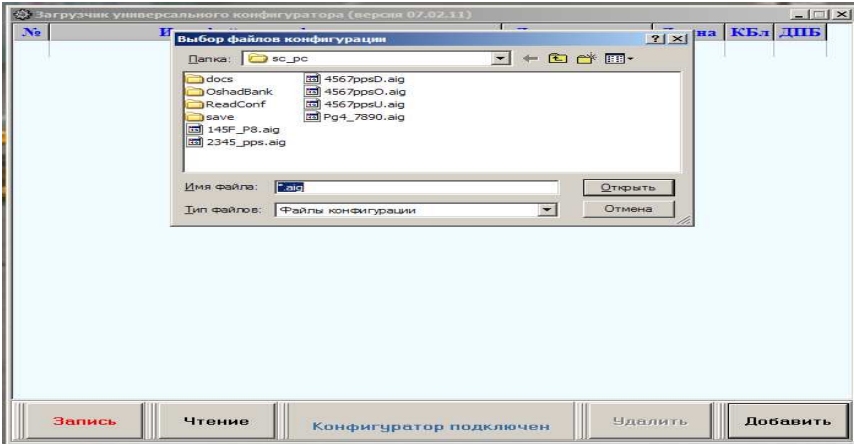 Загрузчик универсального конфигуратора (версия 07.02.11)
№ КБл ДПБ
Выбор файлов конфигурации
Папка: sc_pc
docs
OshadBank
ReadConf
save
145F_P8.aig
2345_pps.aig
4567ppsD.aig
4567ppsO.aig
4567ppsU.aig
Pg4_7890.aig
Имя файла: *.aig Открыть
Тип файлов: Файлы конфигурации Отмена
Запись Чтение Конфигуратор подключен Удалить Добавить